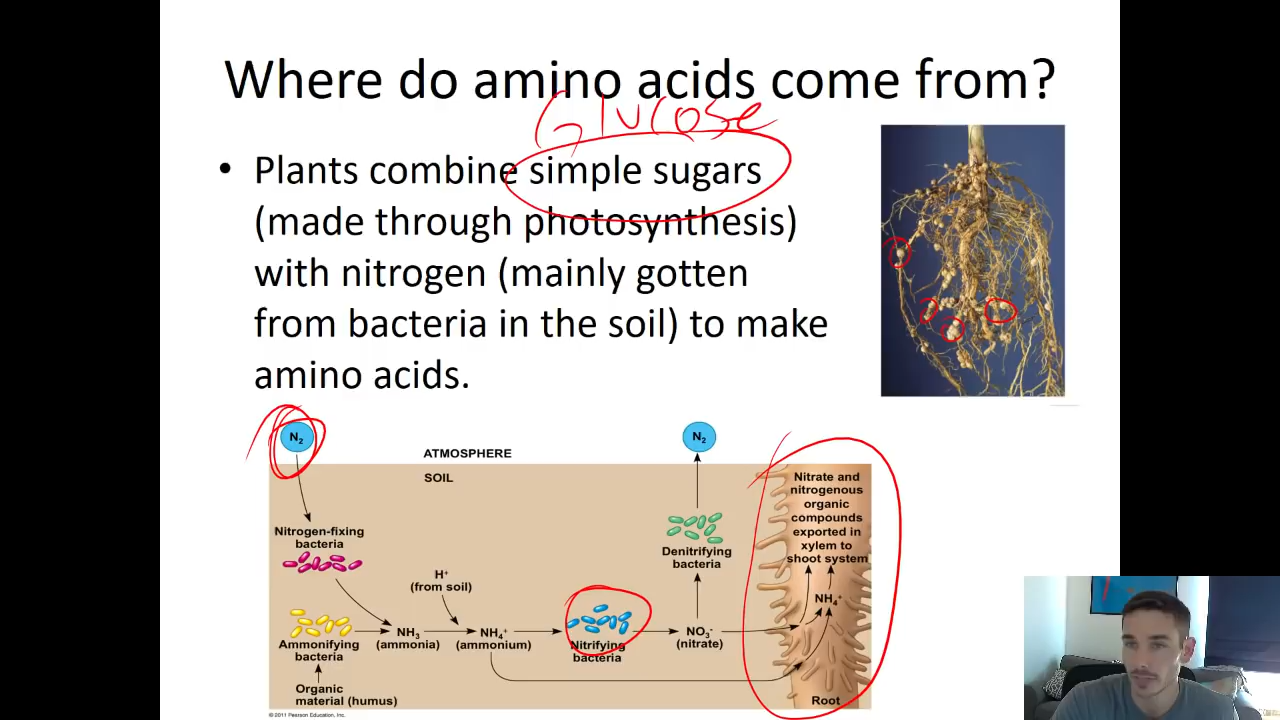 Where do amino acids come from?
Glucose
• Plants combine simple sugars
(made through photosynthesis)
with nitrogen (mainly gotten
from bacteria in the soil) to make
amino acids.
N₂
N₂
ATMOSPHERE
SOIL
Nitrogen-fixing
bacteria
H⁺
(from soil)
Ammonifying
bacteria
NH₃
(ammonia)
NH₄⁺
(ammonium)
Nitrifying
bacteria
NO₃⁻
(nitrate)
Denitrifying
bacteria
Nitrate and
nitrogenous
organic
compounds
exported in
xylem to
shoot system
NH₄⁺
Root
Organic
material (humus)
© 2011 Pearson Education, Inc.